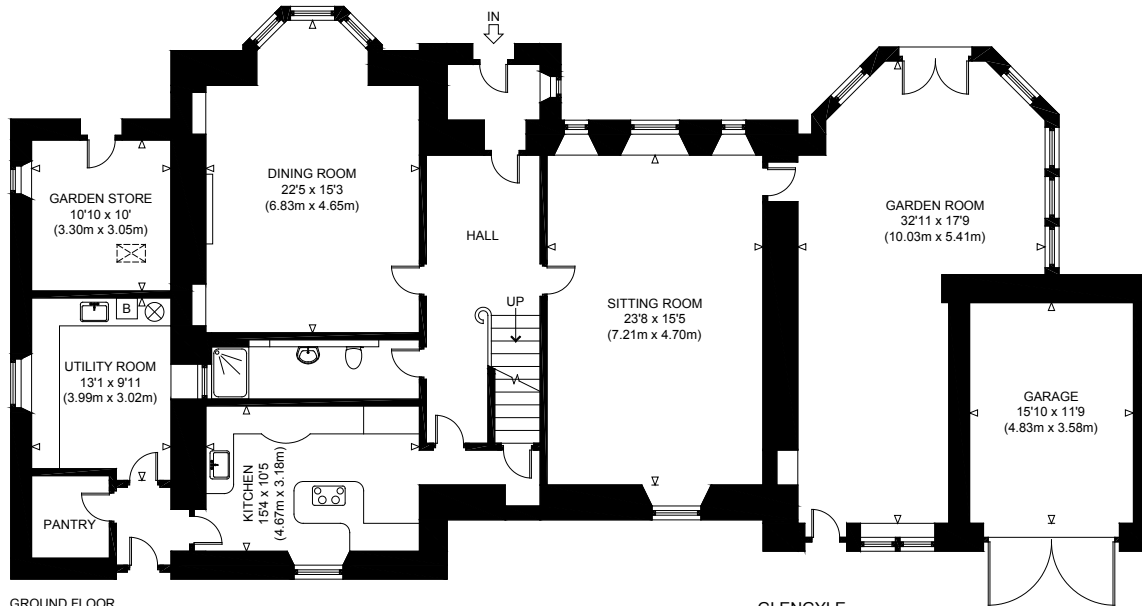 IN
DINING ROOM
22'5 x 15'3
(6.83m x 4.65m)
GARDEN STORE
10'10 x 10'
(3.30m x 3.05m)
HALL
GARDEN ROOM
32'11 x 17'9
(10.03m x 5.41m)
UP
SITTING ROOM
23'8 x 15'5
(7.21m x 4.70m)
B
UTILITY ROOM
13'1 x 9'11
(3.99m x 3.02m)
GARAGE
15'10 x 11'9
(4.83m x 3.58m)
KITCHEN
15'4 x 10'5
(4.67m x 3.18m)
PANTRY
GROUND FLOOR
GLENGYLE